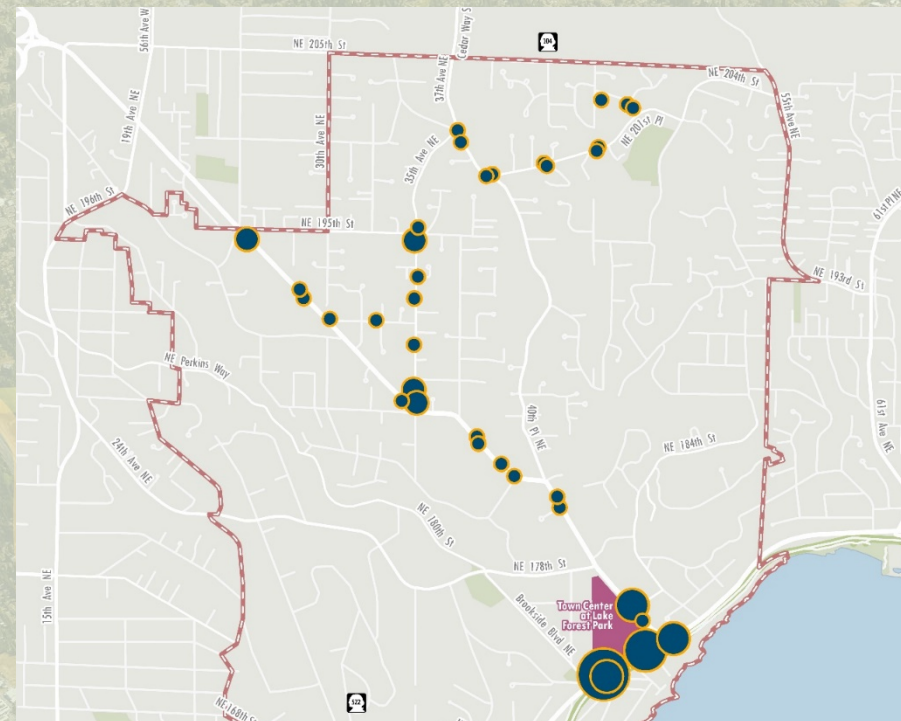 56th Ave W
Cedar Way S
NE 205th St
104
37th Ave NE
NE 204th St
19th Ave NE
55th Ave NE
30th Ave NE
NE 201st Pl
35th Ave NE
NE 196th St
61st Pl NE
NE 195th St
NE 193rd St
NE Perkins Way
40th Pl NE
61st Ave NE
24th Ave NE
NE 184th St
NE 180th St
NE 178th St
15th Ave NE
Town Center
at Lake
Forest Park
Brookside Blvd NE
NE 168th St
522